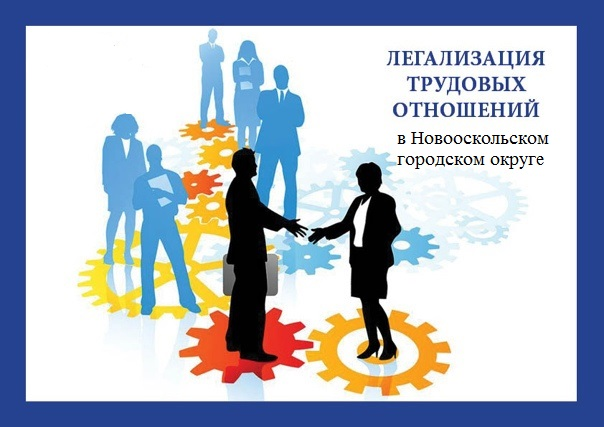 ЛЕГАЛИЗАЦИЯ
ТРУДОВЫХ
ОТНОШЕНИЙ
в Новооскольском
городском округе